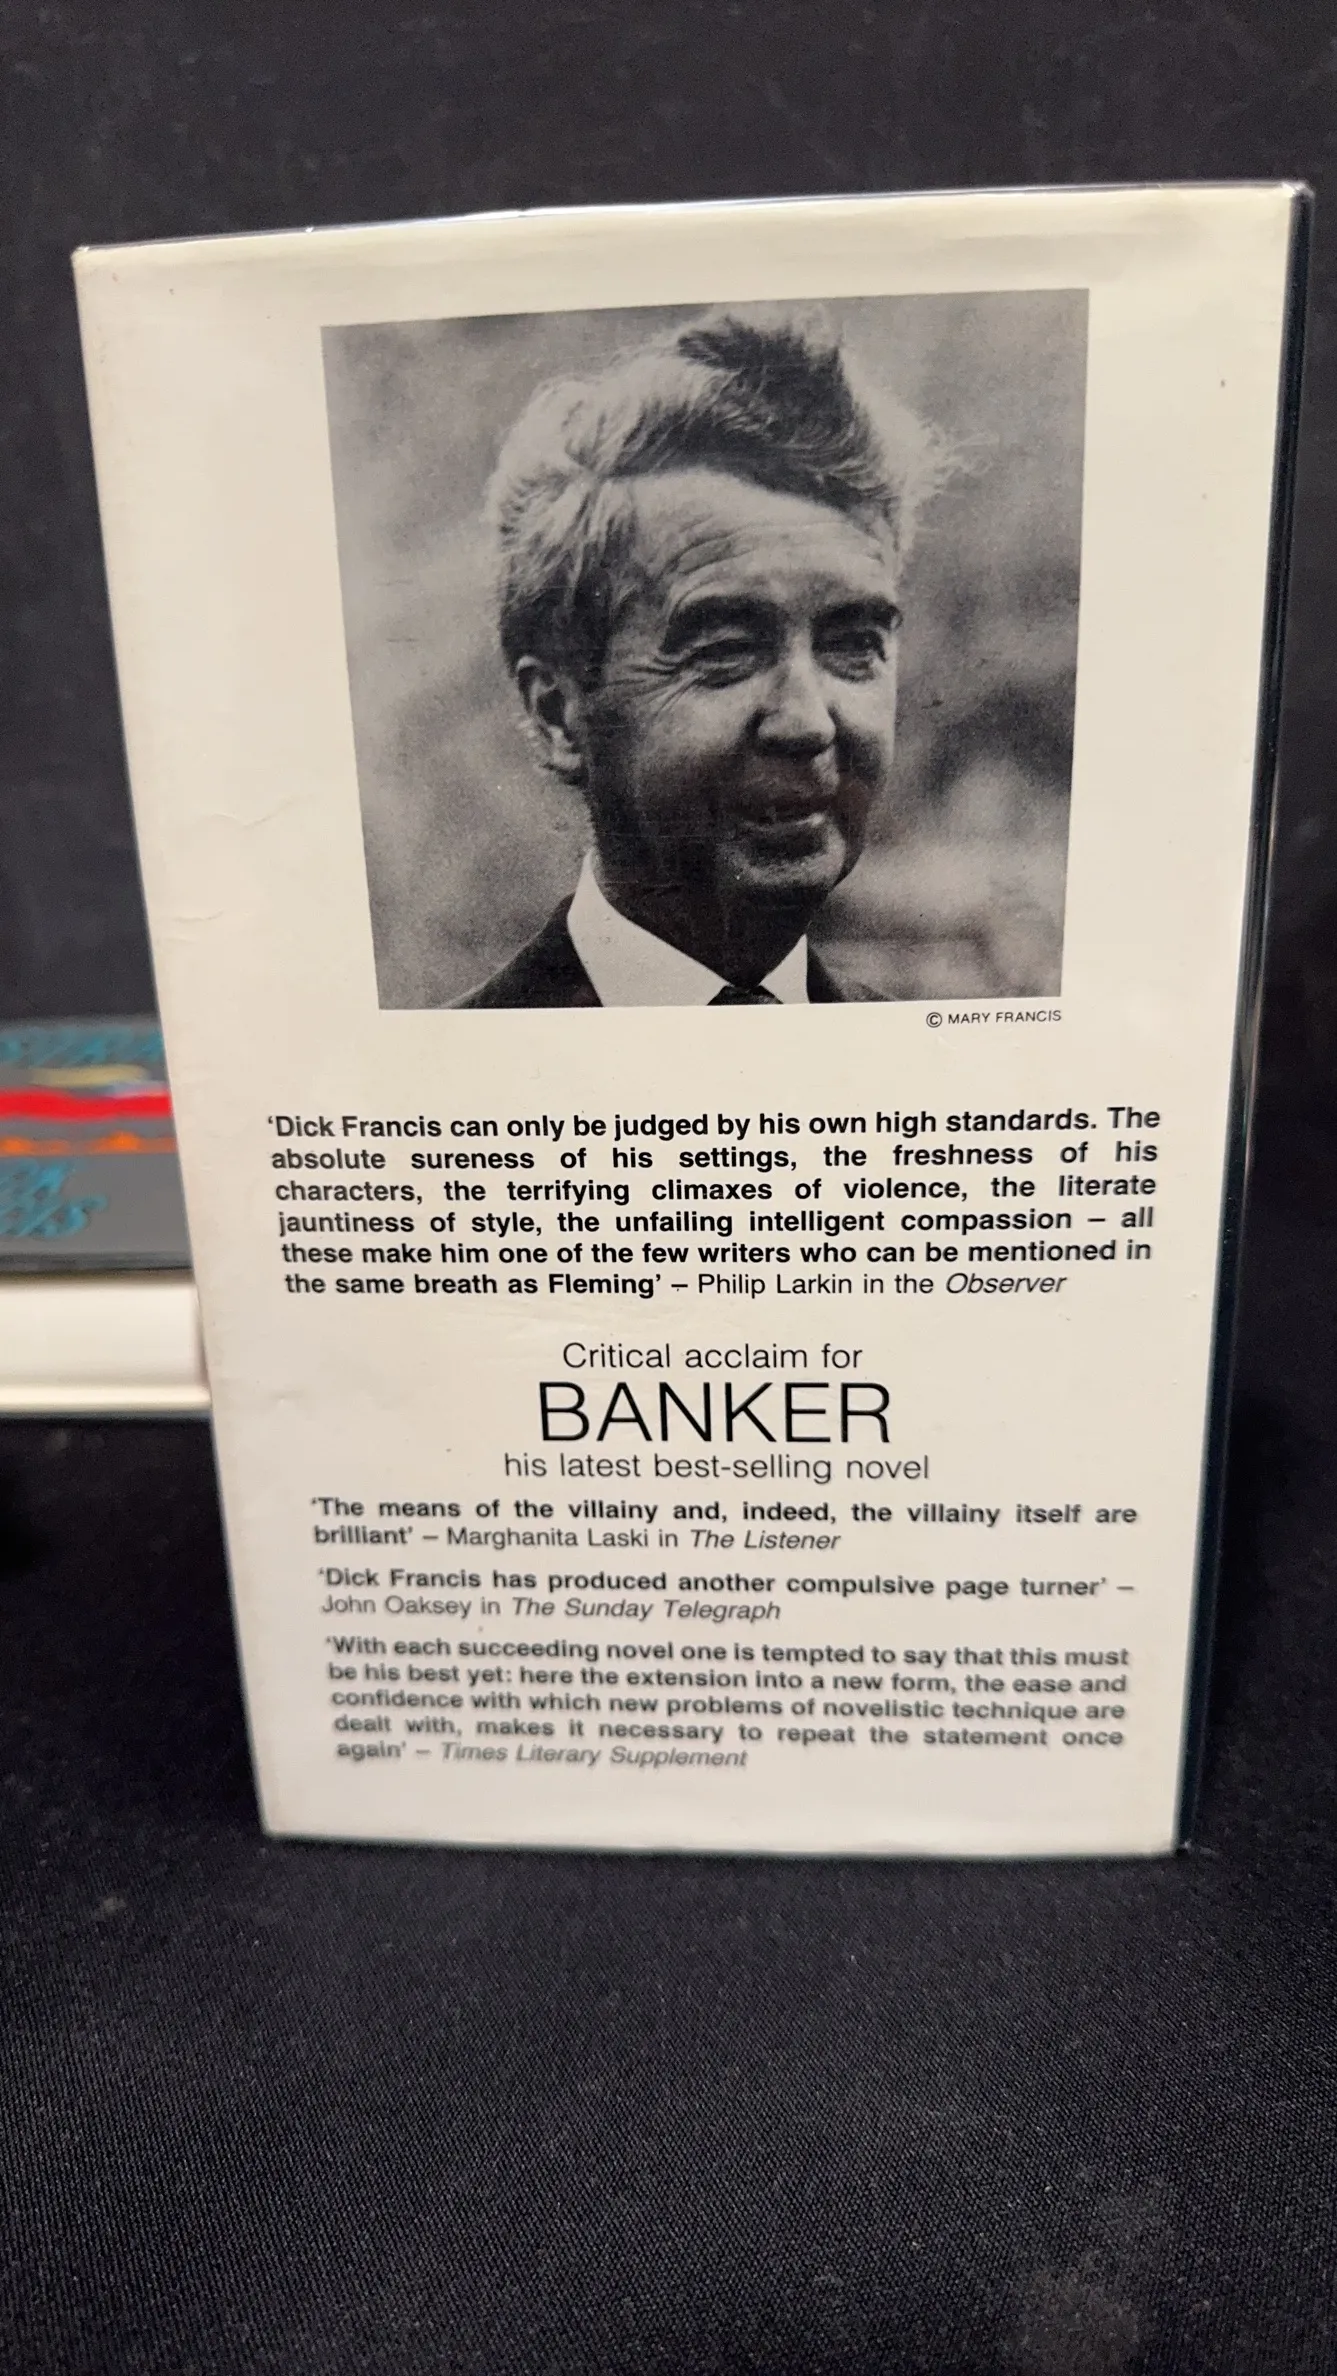 © MARY FRANCIS
‘Dick Francis can only be judged by his own high standards. The
absolute sureness of his settings, the freshness of his
characters, the terrifying climaxes of violence, the literate
jauntiness of style, the unfailing intelligent compassion – all
these make him one of the few writers who can be mentioned in
the same breath as Fleming’ – Philip Larkin in the Observer
Critical acclaim for
BANKER
his latest best-selling novel
‘The means of the villainy and, indeed, the villainy itself are
brilliant’ – Marghanita Laski in The Listener
‘Dick Francis has produced another compulsive page turner’ –
John Oaksey in The Sunday Telegraph
‘With each succeeding novel one is tempted to say that this must
be his best yet: here the extension into a new form, the ease and
confidence with which new problems of novelistic technique are
dealt with, makes it necessary to repeat the statement once
again’ – Times Literary Supplement